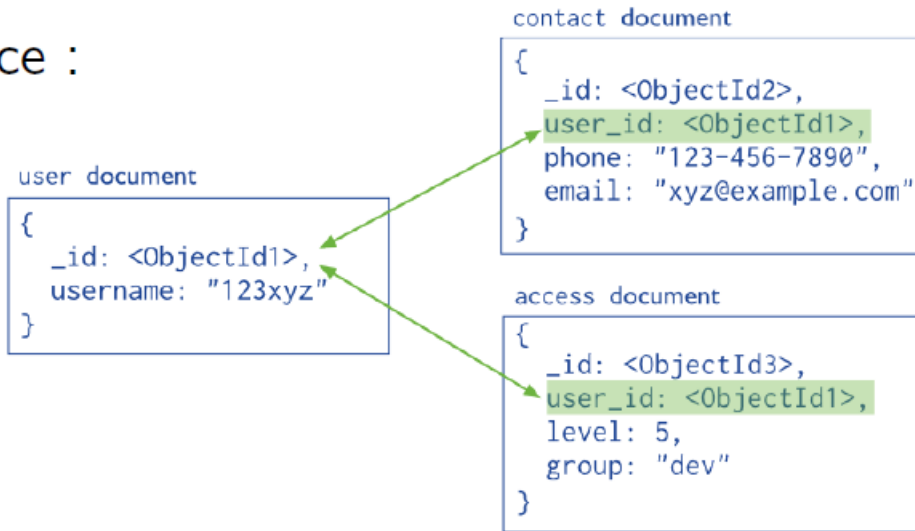 ce :
user document
{
_id: <ObjectId1>,
username: "123xyz"
}
contact document
{
_id: <ObjectId2>,
user_id: <ObjectId1>,
phone: "123-456-7890",
email: "xyz@example.com"
}
access document
{
_id: <ObjectId3>,
user_id: <ObjectId1>,
level: 5,
group: "dev"
}